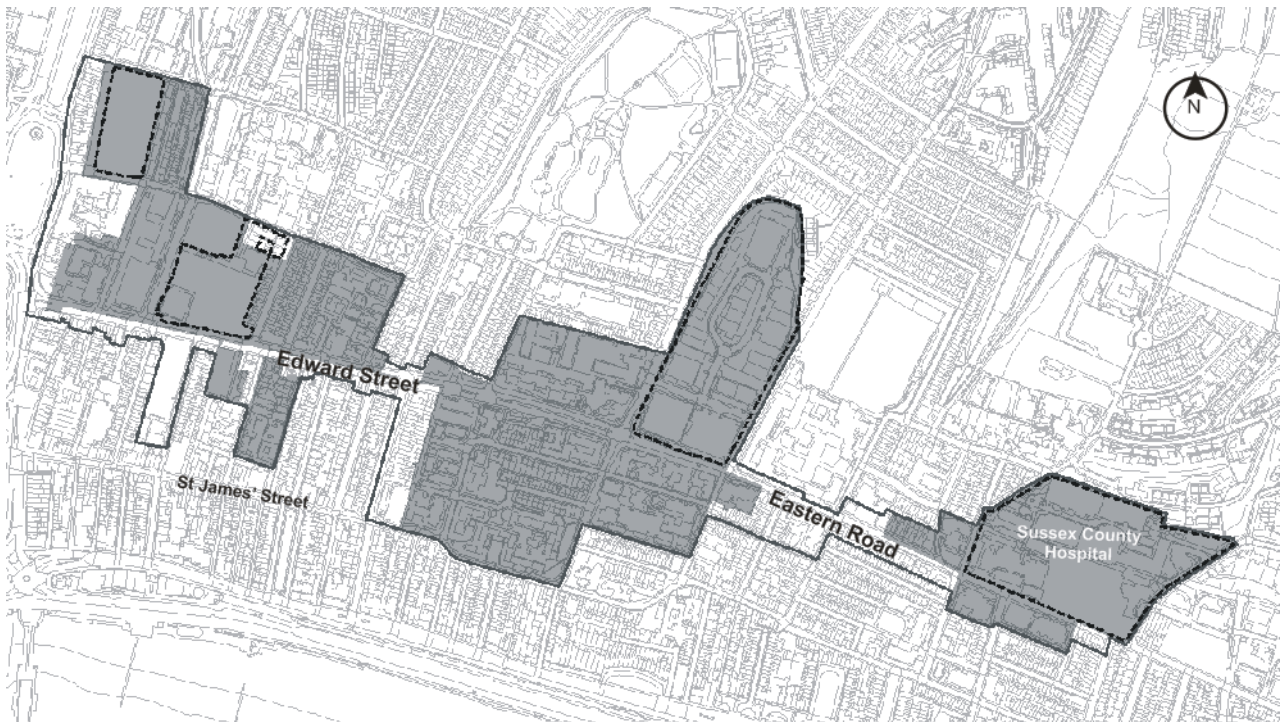 N
Edward Street
St James' Street
Eastern Road
Sussex County
Hospital